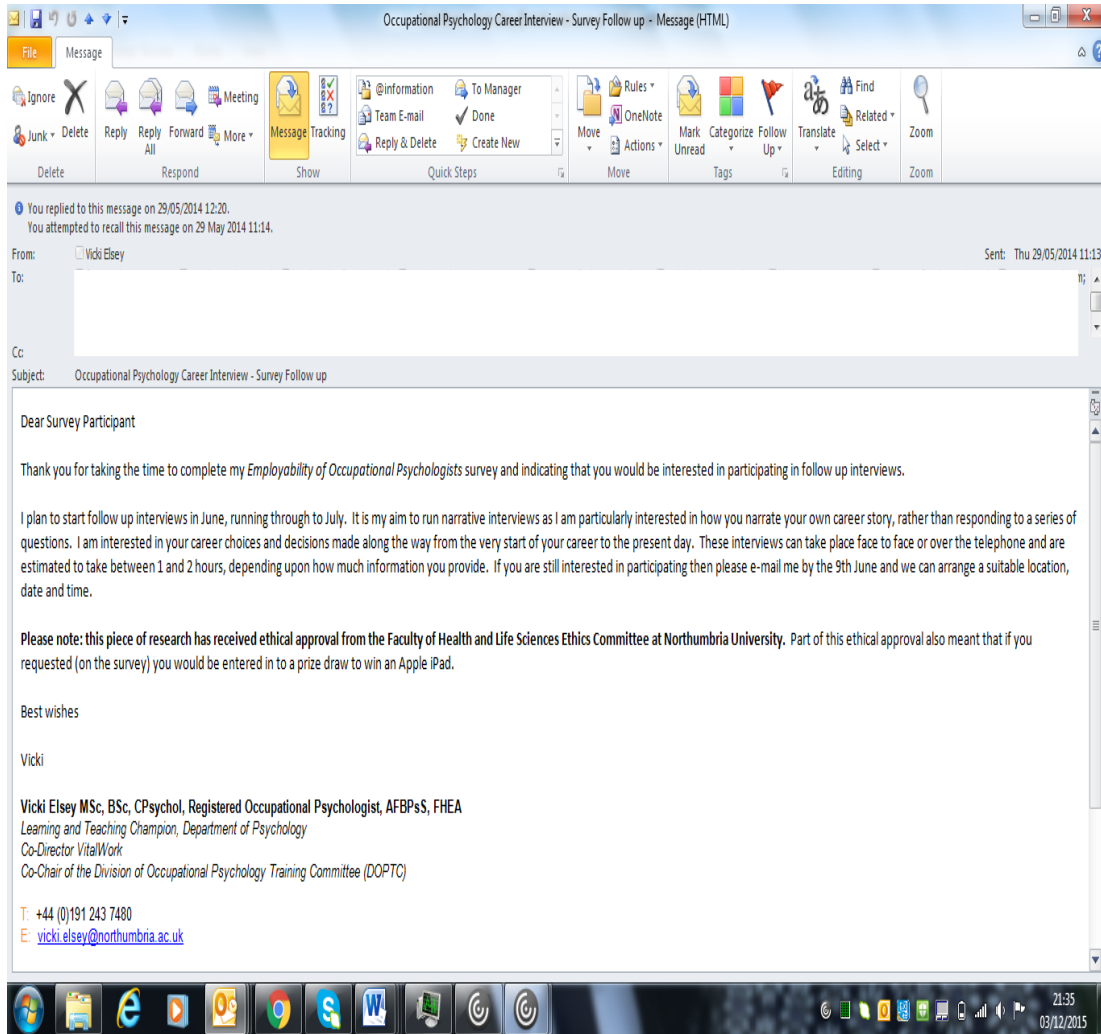 Occupational Psychology Career Interview - Survey Follow up - Message (HTML)
File Message
Ignore
Junk
Delete
Reply
Reply All
Forward
Meeting
More
Message
Tracking
@information
Team E-mail
Reply & Delete
To Manager
Done
Create New
Move
Rules
OneNote
Actions
Mark Unread
Categorize
Follow Up
Translate
Find
Related
Select
Zoom
Delete Respond Show Quick Steps Move Tags Editing Zoom
You replied to this message on 29/05/2014 12:20.
You attempted to recall this message on 29 May 2014 11:14.
From: Vicki Elsey Sent: Thu 29/05/2014 11:13
To:
Cc:
Subject: Occupational Psychology Career Interview - Survey Follow up
Dear Survey Participant
Thank you for taking the time to complete my Employability of Occupational Psychologists survey and indicating that you would be interested in participating in follow up interviews.
I plan to start follow up interviews in June, running through to July. It is my aim to run narrative interviews as I am particularly interested in how you narrate your own career story, rather than responding to a series of
questions. I am interested in your career choices and decisions made along the way from the very start of your career to the present day. These interviews can take place face to face or over the telephone and are
estimated to take between 1 and 2 hours, depending upon how much information you provide. If you are still interested in participating then please e-mail me by the 9th June and we can arrange a suitable location,
date and time.
Please note: this piece of research has received ethical approval from the Faculty of Health and Life Sciences Ethics Committee at Northumbria University. Part of this ethical approval also meant that if you
requested (on the survey) you would be entered in to a prize draw to win an Apple iPad.
Best wishes
Vicki
Vicki Elsey MSc, BSc, CPsychol, Registered Occupational Psychologist, AFBPsS, FHEA
Learning and Teaching Champion, Department of Psychology
Co-Director VitalWork
Co-Chair of the Division of Occupational Psychology Training Committee (DOPTC)
T: +44 (0)191 243 7480
E: vicki.elsey@northumbria.ac.uk
21:35
03/12/2015